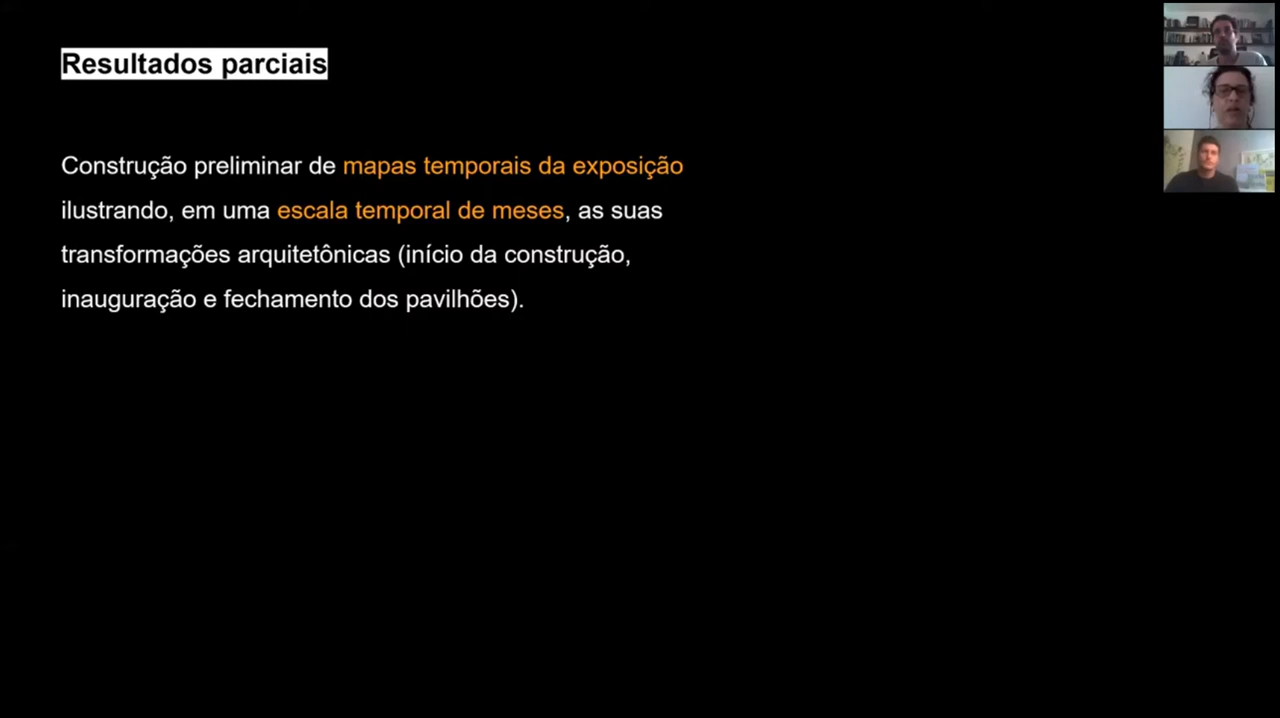 Resultados parciais
Construção preliminar de mapas temporais da exposição
ilustrando, em uma escala temporal de meses, as suas
transformações arquitetônicas (início da construção,
inauguração e fechamento dos pavilhões).